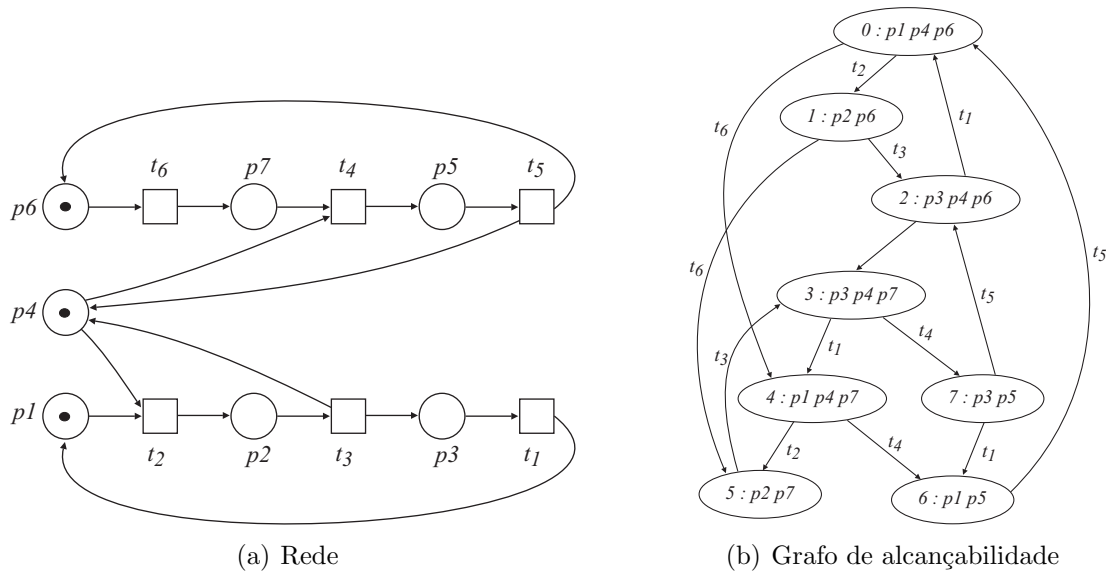 t6 p7 t4 p5 t5
p6
p4
p1
t2 p2 t3 p3 t1
(a) Rede
0 : p1 p4 p6
t2
1 : p2 p6
t6
t1
t3
2 : p3 p4 p6
t6
t5
3 : p3 p4 p7
t5
t3
t1
t4
4 : p1 p4 p7
7 : p3 p5
t2
t4
t1
5 : p2 p7
6 : p1 p5
(b) Grafo de alcançabilidade